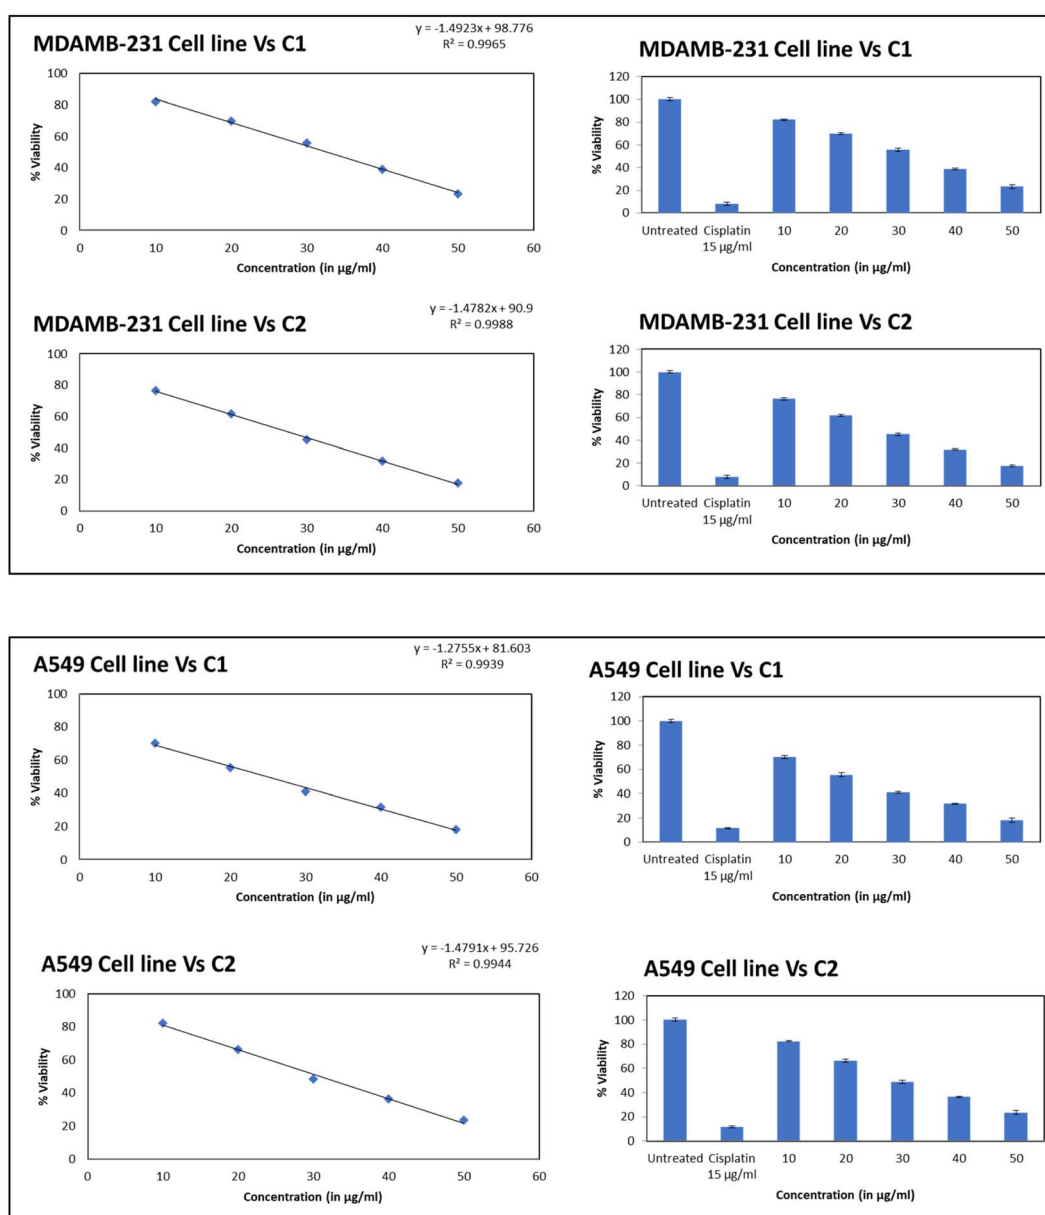 y = -1.4923x + 98.776
R² = 0.9965
MDAMB-231 Cell line Vs C1
100
80
60
40
20
0
% Viability
0 10 20 30 40 50 60
Concentration (in µg/ml)
MDAMB-231 Cell line Vs C1
120
100
80
60
40
20
0
% Viability
Untreated Cisplatin 10 20 30 40 50
15 µg/ml
Concentration (in µg/ml)
y = -1.4782x + 90.9
R² = 0.9988
MDAMB-231 Cell line Vs C2
100
80
60
40
20
0
% Viability
0 10 20 30 40 50 60
Concentration (in µg/ml)
MDAMB-231 Cell line Vs C2
120
100
80
60
40
20
0
% Viability
Untreated Cisplatin 10 20 30 40 50
15 µg/ml
Concentration (in µg/ml)
y = -1.2755x + 81.603
R² = 0.9939
A549 Cell line Vs C1
100
80
60
40
20
0
% Viability
0 10 20 30 40 50 60
Concentration (in µg/ml)
A549 Cell line Vs C1
120
100
80
60
40
20
0
% Viability
Untreated Cisplatin 10 20 30 40 50
15 µg/ml
Concentration (in µg/ml)
y = -1.4791x + 95.726
R² = 0.9944
A549 Cell line Vs C2
100
80
60
40
20
0
% Viability
0 10 20 30 40 50 60
Concentration (in µg/ml)
A549 Cell line Vs C2
120
100
80
60
40
20
0
% Viability
Untreated Cisplatin 10 20 30 40 50
15 µg/ml
Concentration (in µg/ml)